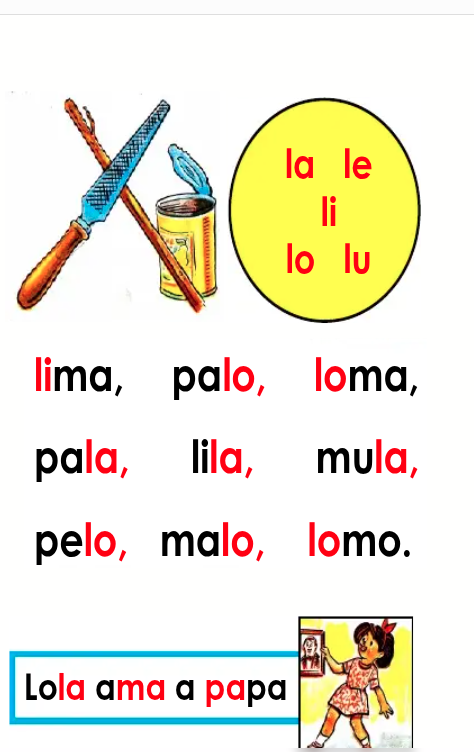 la le
li
lo lu
lima, palo, loma,
pala, lila, mula,
pelo, malo, lomo.
Lola ama a papa